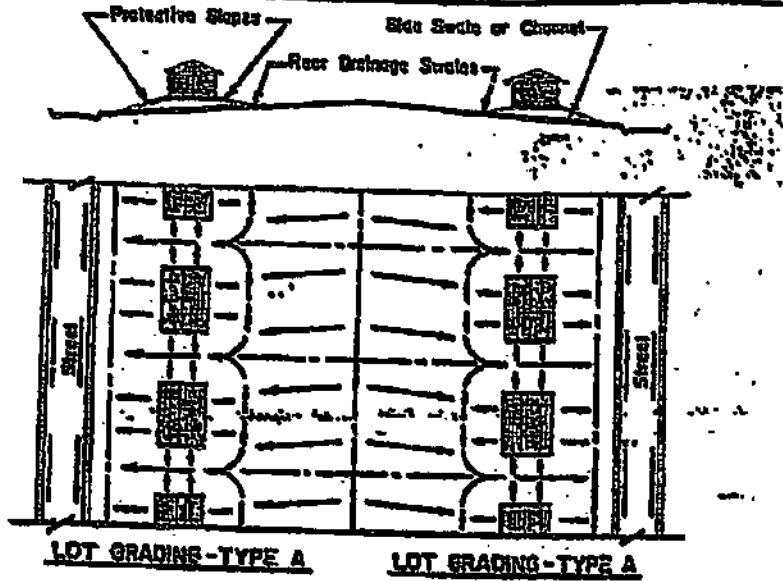 Protective Slopes
Side Swale or Channel
Rear Drainage Swales
Street
Street
LOT GRADING-TYPE A
LOT GRADING-TYPE A